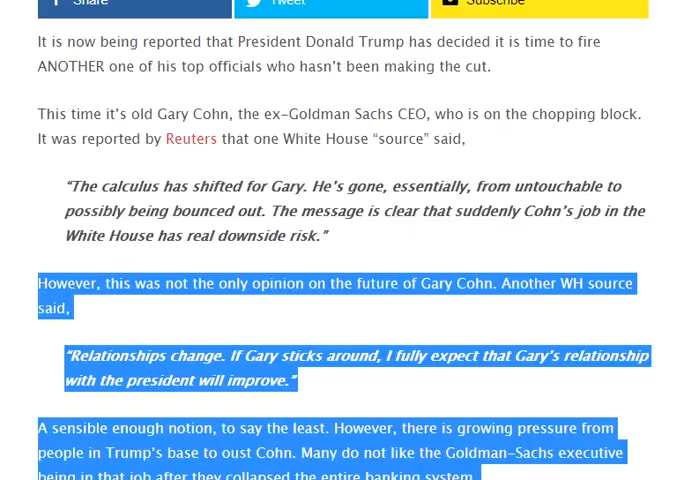 Share Tweet Subscribe
It is now being reported that President Donald Trump has decided it is time to fire
ANOTHER one of his top officials who hasn’t been making the cut.
This time it’s old Gary Cohn, the ex-Goldman Sachs CEO, who is on the chopping block.
It was reported by Reuters that one White House “source” said,
“The calculus has shifted for Gary. He’s gone, essentially, from untouchable to
possibly being bounced out. The message is clear that suddenly Cohn’s job in the
White House has real downside risk.”
However, this was not the only opinion on the future of Gary Cohn. Another WH source
said,
“Relationships change. If Gary sticks around, I fully expect that Gary’s relationship
with the president will improve.”
A sensible enough notion, to say the least. However, there is growing pressure from
people in Trump’s base to oust Cohn. Many do not like the Goldman-Sachs executive
being in that job after they collapsed the entire banking system.